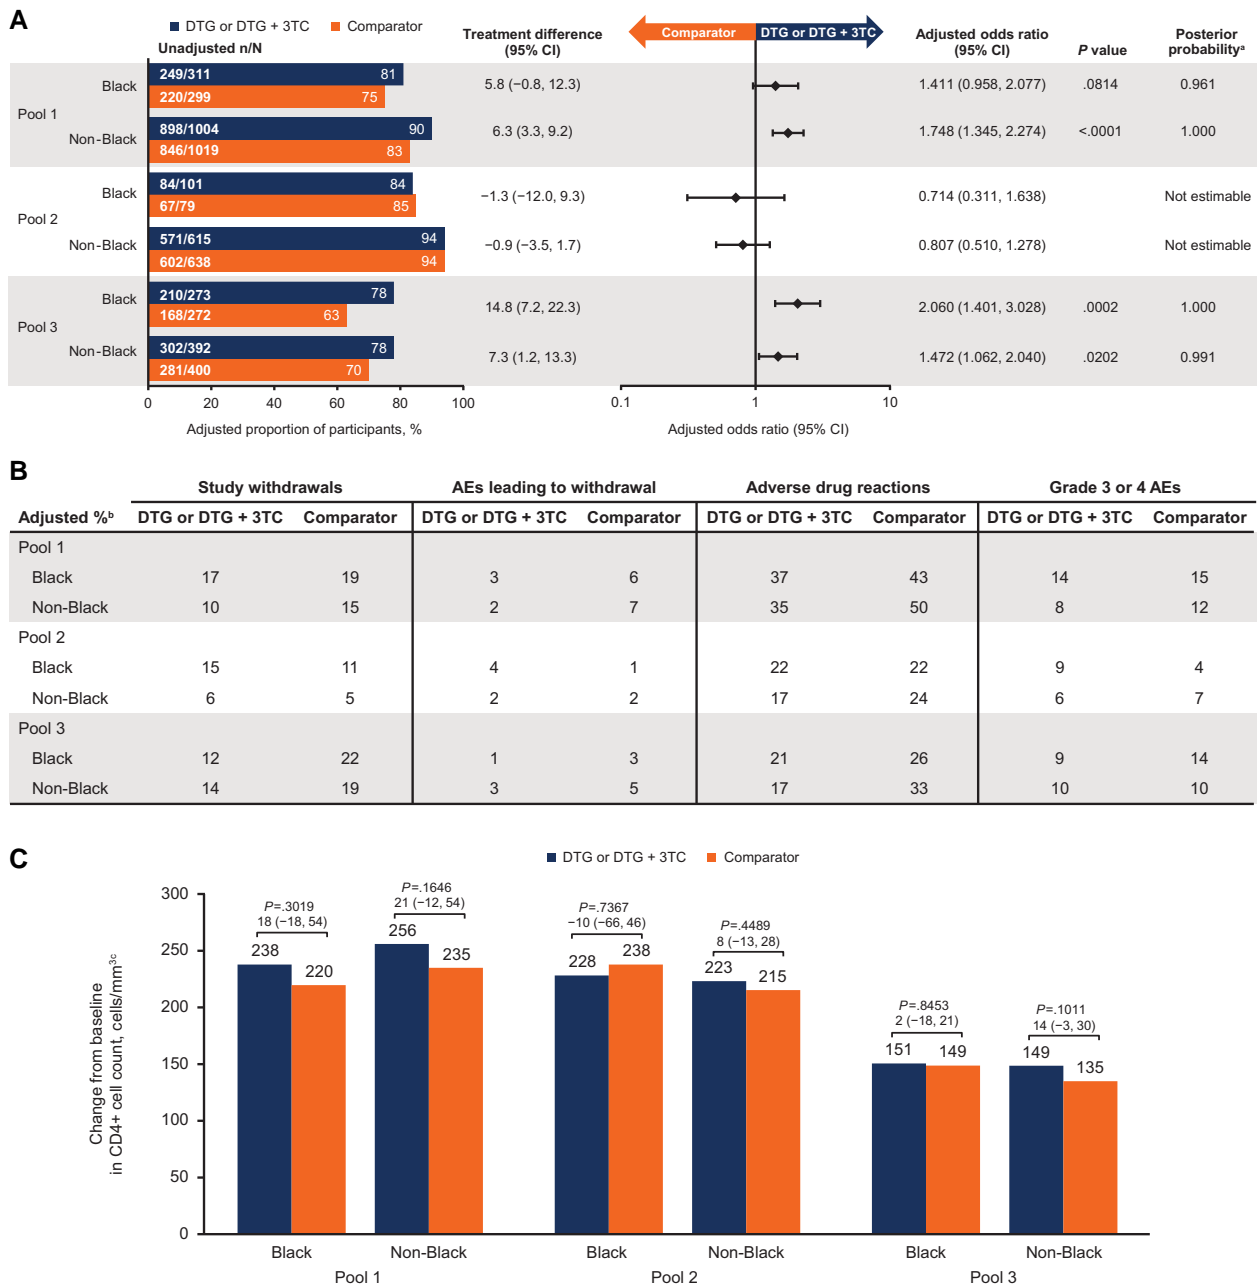 A
DTG or DTG + 3TC Comparator
Unadjusted n/N
Treatment difference
(95% CI)
Comparator DTG or DTG + 3TC
Adjusted odds ratio
(95% CI)
P value
Posterior
probabilityᵃ
Pool 1
Black
249/311 81
220/299 75
5.8 (−0.8, 12.3)
1.411 (0.958, 2.077) .0814 0.961
Non-Black
898/1004 90
846/1019 83
6.3 (3.3, 9.2)
1.748 (1.345, 2.274) <.0001 1.000
Pool 2
Black
84/101 84
67/79 85
−1.3 (−12.0, 9.3)
0.714 (0.311, 1.638) Not estimable
Non-Black
571/615 94
602/638 94
−0.9 (−3.5, 1.7)
0.807 (0.510, 1.278) Not estimable
Pool 3
Black
210/273 78
168/272 63
14.8 (7.2, 22.3)
2.060 (1.401, 3.028) .0002 1.000
Non-Black
302/392 78
281/400 70
7.3 (1.2, 13.3)
1.472 (1.062, 2.040) .0202 0.991
0 20 40 60 80 100
Adjusted proportion of participants, %
0.1 1 10
Adjusted odds ratio (95% CI)
B
Study withdrawals AEs leading to withdrawal Adverse drug reactions Grade 3 or 4 AEs
Adjusted %ᵇ DTG or DTG + 3TC Comparator DTG or DTG + 3TC Comparator DTG or DTG + 3TC Comparator DTG or DTG + 3TC Comparator
Pool 1
Black 17 19 3 6 37 43 14 15
Non-Black 10 15 2 7 35 50 8 12
Pool 2
Black 15 11 4 1 22 22 9 4
Non-Black 6 5 2 2 17 24 6 7
Pool 3
Black 12 22 1 3 21 26 9 14
Non-Black 14 19 3 5 17 33 10 10
C
DTG or DTG + 3TC Comparator
Change from baseline
in CD4+ cell count, cells/mm³ᶜ
300
250
200
150
100
50
0
P=.3019
18 (−18, 54)
238 220
P=.1646
21 (−12, 54)
256 235
P=.7367
−10 (−66, 46)
228 238
P=.4489
8 (−13, 28)
223 215
P=.8453
2 (−18, 21)
151 149
P=.1011
14 (−3, 30)
149 135
Black Non-Black Black Non-Black Black Non-Black
Pool 1 Pool 2 Pool 3